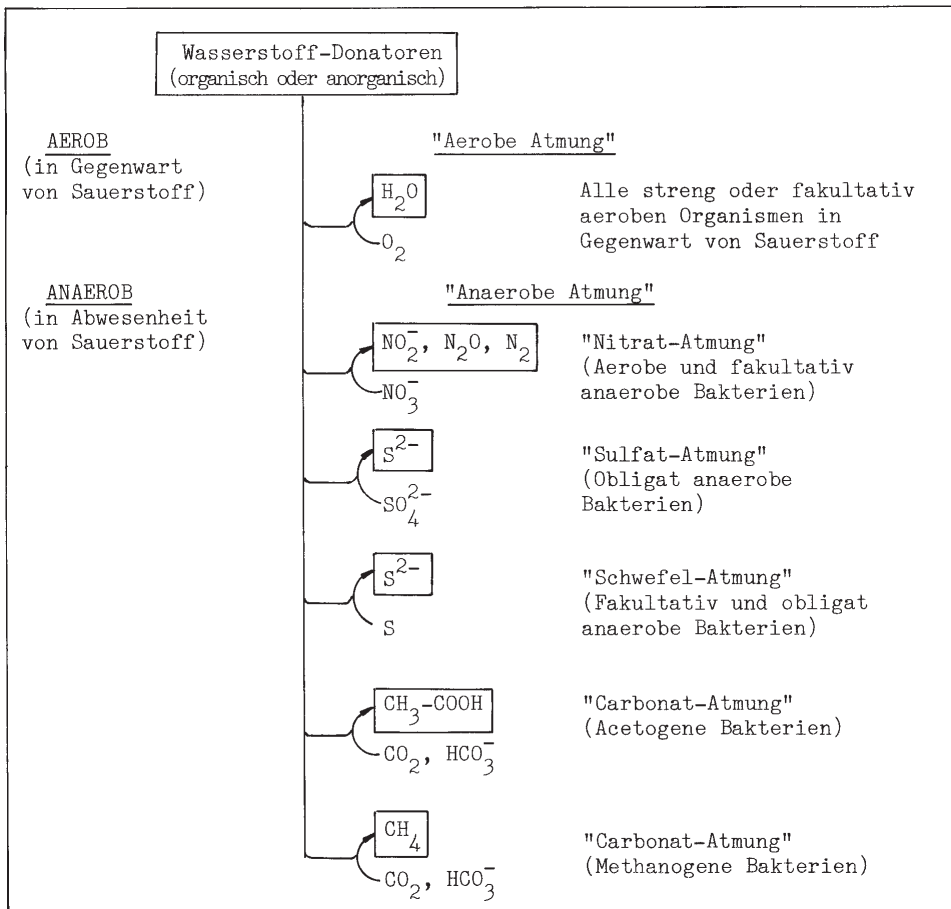 Wasserstoff-Donatoren
(organisch oder anorganisch)
AEROB
(in Gegenwart
von Sauerstoff)
"Aerobe Atmung"
H₂O
O₂
Alle streng oder fakultativ
aeroben Organismen in
Gegenwart von Sauerstoff
ANAEROB
(in Abwesenheit
von Sauerstoff)
"Anaerobe Atmung"
NO₂⁻, N₂O, N₂
NO₃⁻
"Nitrat-Atmung"
(Aerobe und fakultativ
anaerobe Bakterien)
S²⁻
SO₄²⁻
"Sulfat-Atmung"
(Obligat anaerobe
Bakterien)
S²⁻
S
"Schwefel-Atmung"
(Fakultativ und obligat
anaerobe Bakterien)
CH₃-COOH
CO₂, HCO₃⁻
"Carbonat-Atmung"
(Acetogene Bakterien)
CH₄
CO₂, HCO₃⁻
"Carbonat-Atmung"
(Methanogene Bakterien)